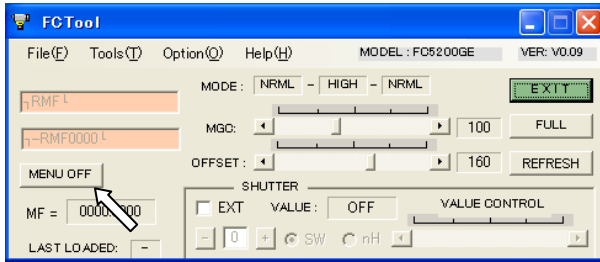 FCTool
File(F) Tools(T) Option(O) Help(H) MODEL : FC5200GE VER: V0.09
┐RMF└ MODE : NRML - HIGH - NRML EXIT
MGC: 100 FULL
┐-RMF0000└
OFFSET : 160 REFRESH
MENU OFF
SHUTTER
MF = EXT VALUE : OFF VALUE CONTROL
LAST LOADED: - - 0 + SW nH